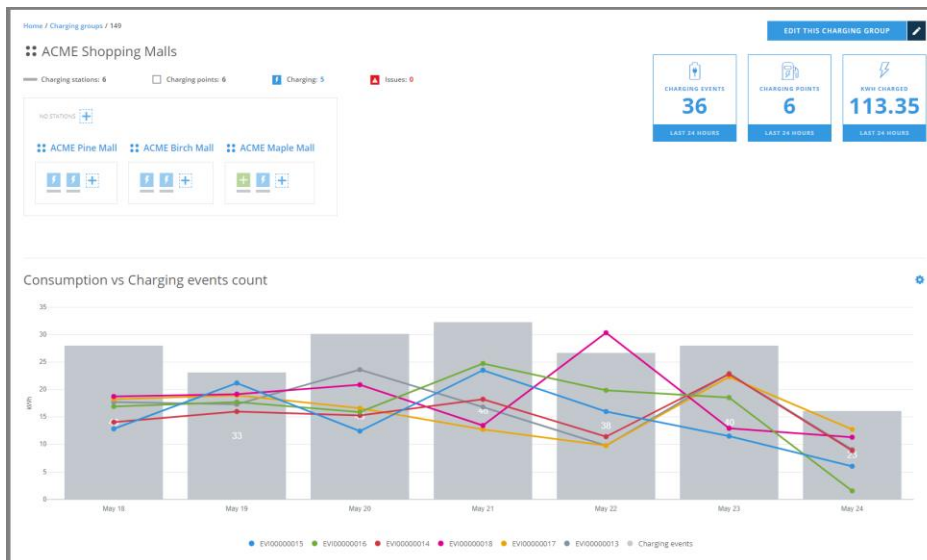 Home / Charging groups / 149
EDIT THIS CHARGING GROUP
ACME Shopping Malls
Charging stations: 6
Charging points: 6
Charging: 5
Issues: 0
CHARGING EVENTS
36
LAST 24 HOURS
CHARGING POINTS
6
LAST 24 HOURS
KWH CHARGED
113.35
LAST 24 HOURS
NO STATIONS
ACME Pine Mall
ACME Birch Mall
ACME Maple Mall
Consumption vs Charging events count
35
30
25
20
15
10
5
0
kWh
33
38
23
May 18
May 19
May 20
May 21
May 22
May 23
May 24
EVI00000015
EVI00000016
EVI00000014
EVI00000018
EVI00000017
EVI00000013
Charging events